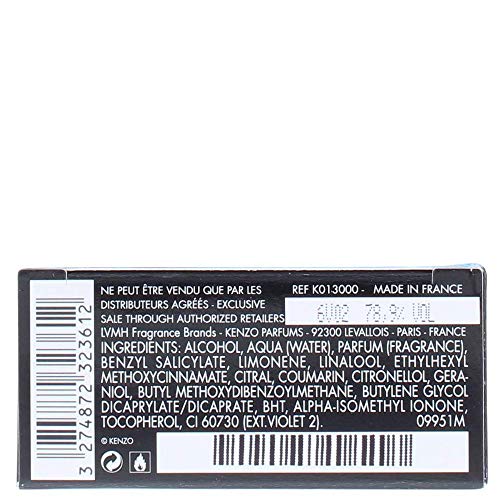 NE PEUT ÊTRE VENDU QUE PAR LES
DISTRIBUTEURS AGRÉÉS - EXCLUSIVE
SALE THROUGH AUTHORIZED RETAILERS
REF K013000 - MADE IN FRANCE
6V02 78.9% VOL
LVMH Fragrance Brands - KENZO PARFUMS - 92300 LEVALLOIS - PARIS - FRANCE
INGREDIENTS: ALCOHOL, AQUA (WATER), PARFUM (FRAGRANCE),
BENZYL SALICYLATE, LIMONENE, LINALOOL, ETHYLHEXYL
METHOXYCINNAMATE, CITRAL, COUMARIN, CITRONELLOL, GERA-
NIOL, BUTYL METHOXYDIBENZOYLMETHANE, BUTYLENE GLYCOL
DICAPRYLATE/DICAPRATE, BHT, ALPHA-ISOMETHYL IONONE,
TOCOPHEROL, CI 60730 (EXT.VIOLET 2).
09951M
© KENZO
3 274872 323612